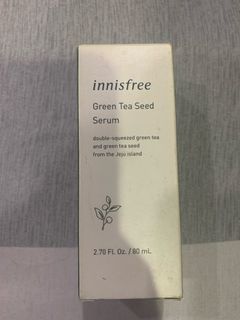 innisfree
Green Tea Seed
Serum
double-squeezed green tea
and green tea seed
from the Jeju island
2.70 Fl. Oz. / 80 mL